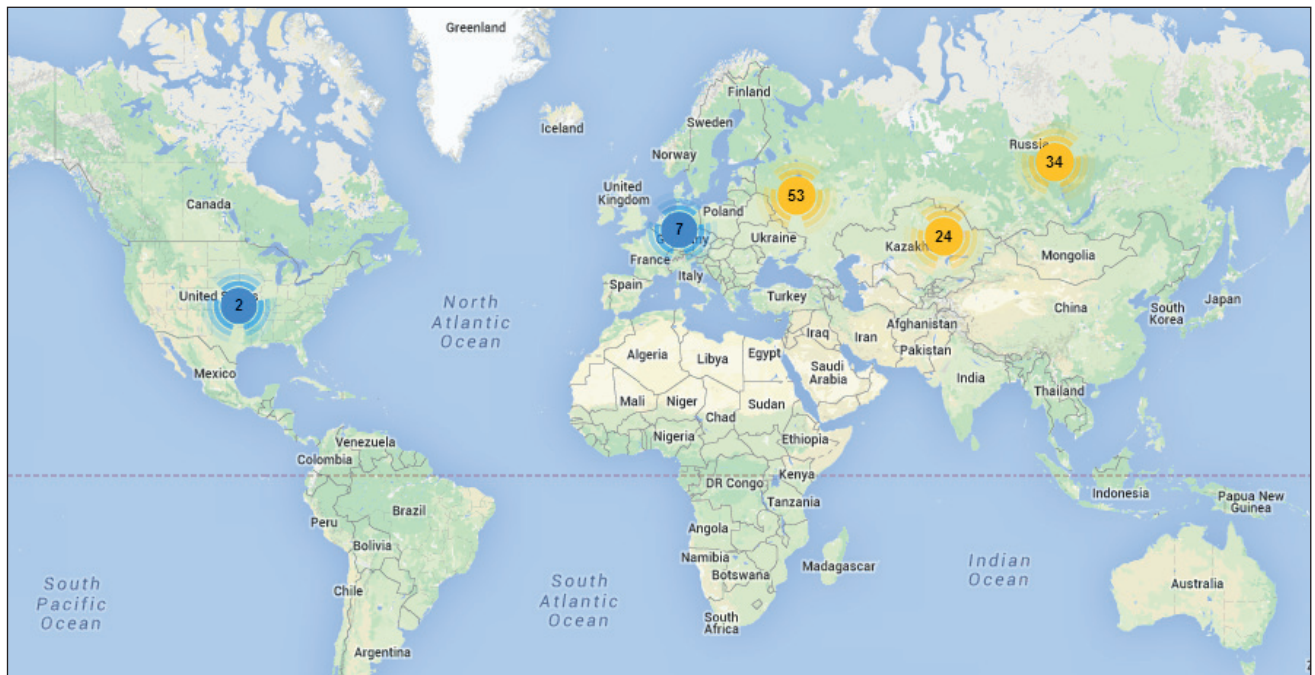 Greenland
Iceland
Finland
Sweden
Norway
Russia
34
United
Kingdom
53
Canada
Poland
7
Ukraine
24
Mongolia
France
Italy
Spain
Turkey
2
North
Atlantic
Ocean
China
Japan
South
Korea
Afghanistan
Iraq
Iran
Pakistan
Algeria
Libya
Egypt
Saudi
Arabia
Mexico
India
Thailand
Mali
Niger
Sudan
Chad
Nigeria
Ethiopia
Venezuela
Colombia
Kenya
DR Congo
Tanzania
Indonesia
Papua New
Guinea
Brazil
Peru
Angola
Bolivia
Namibia
Botswana
Madagascar
Indian
Ocean
South
Pacific
Ocean
Chile
South
Atlantic
Ocean
Australia
South
Africa
Argentina